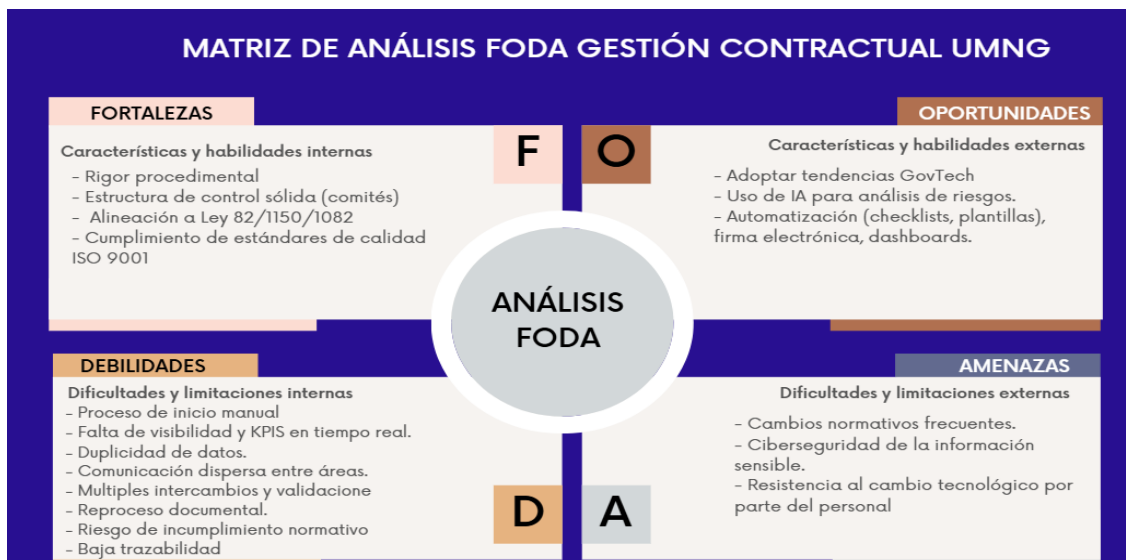 MATRIZ DE ANÁLISIS FODA GESTIÓN CONTRACTUAL UMNG
FORTALEZAS
Características y habilidades internas
- Rigor procedimental
- Estructura de control sólida (comités)
- Alineación a Ley 82/1150/1082
- Cumplimiento de estándares de calidad
ISO 9001
F
O
OPORTUNIDADES
Características y habilidades externas
- Adoptar tendencias GovTech
- Uso de IA para análisis de riesgos.
- Automatización (checklists, plantillas),
firma electrónica, dashboards.
ANÁLISIS
FODA
DEBILIDADES
Dificultades y limitaciones internas
- Proceso de inicio manual
- Falta de visibilidad y KPIS en tiempo real.
- Duplicidad de datos.
- Comunicación dispersa entre áreas.
- Multiples intercambios y validacione
- Reproceso documental.
- Riesgo de incumplimiento normativo
- Baja trazabilidad
D
A
AMENAZAS
Dificultades y limitaciones externas
- Cambios normativos frecuentes.
- Ciberseguridad de la información
sensible.
- Resistencia al cambio tecnológico por
parte del personal